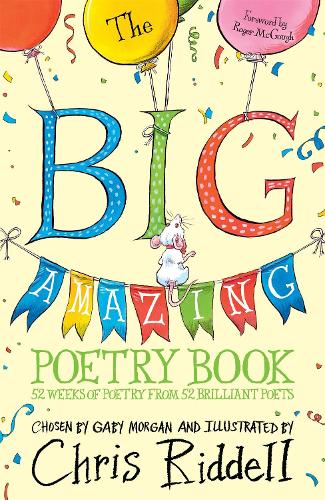 The
Foreword by
Roger McGough
BIG
AMAZING
POETRY BOOK
52 WEEKS OF POETRY FROM 52 BRILLIANT POETS
CHOSEN BY GABY MORGAN AND ILLUSTRATED BY
Chris Riddell